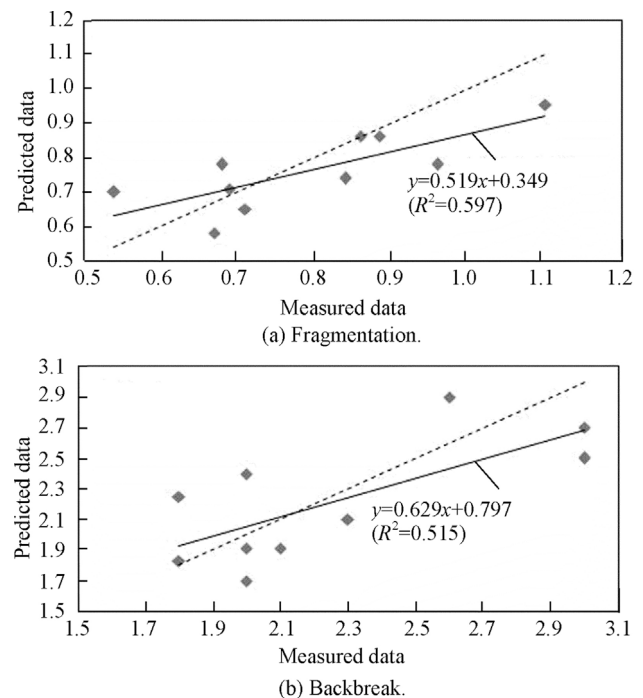 1.2
1.1
1.0
0.9
0.8
0.7
0.6
0.5
Predicted data
y=0.519x+0.349
(R²=0.597)
0.5 0.6 0.7 0.8 0.9 1.0 1.1 1.2
Measured data
(a) Fragmentation.
3.1
2.9
2.7
2.5
2.3
2.1
1.9
1.7
1.5
Predicted data
y=0.629x+0.797
(R²=0.515)
1.5 1.7 1.9 2.1 2.3 2.5 2.7 2.9 3.1
Measured data
(b) Backbreak.